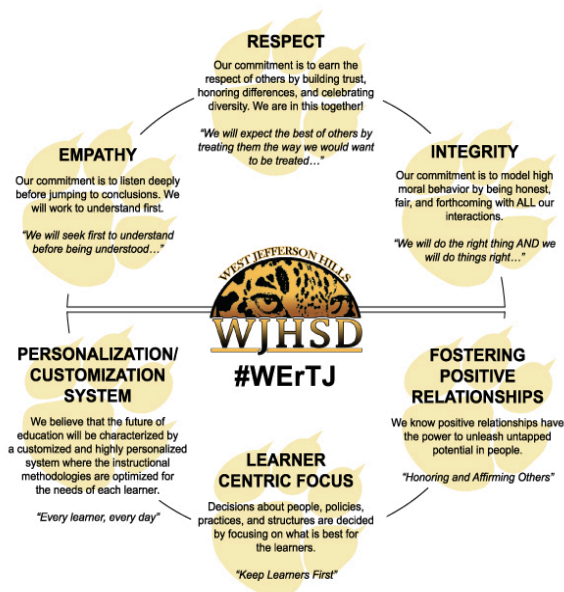 RESPECT
Our commitment is to earn the
respect of others by building trust,
honoring differences, and celebrating
diversity. We are in this together!
“We will expect the best of others by
treating them the way we would want
to be treated…”
EMPATHY
Our commitment is to listen deeply
before jumping to conclusions. We
will work to understand first.
“We will seek first to understand
before being understood…”
INTEGRITY
Our commitment is to model high
moral behavior by being honest,
fair, and forthcoming with ALL our
interactions.
“We will do the right thing AND we
will do things right…”
WEST JEFFERSON HILLS
WJHSD
#WErTJ
PERSONALIZATION/
CUSTOMIZATION
SYSTEM
We believe that the future of
education will be characterized by
a customized and highly personalized
system where the instructional
methodologies are optimized for
the needs of each learner.
“Every learner, every day”
LEARNER
CENTRIC FOCUS
Decisions about people, policies,
practices, and structures are decided
by focusing on what is best for
the learners.
“Keep Learners First”
FOSTERING
POSITIVE
RELATIONSHIPS
We know positive relationships have
the power to unleash untapped
potential in people.
“Honoring and Affirming Others”